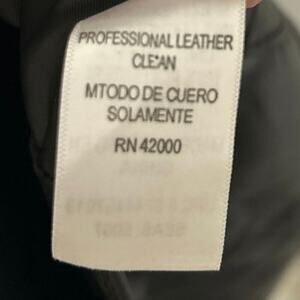 PROFESSIONAL LEATHER
CLEAN
MTODO DE CUERO
SOLAMENTE
RN 42000